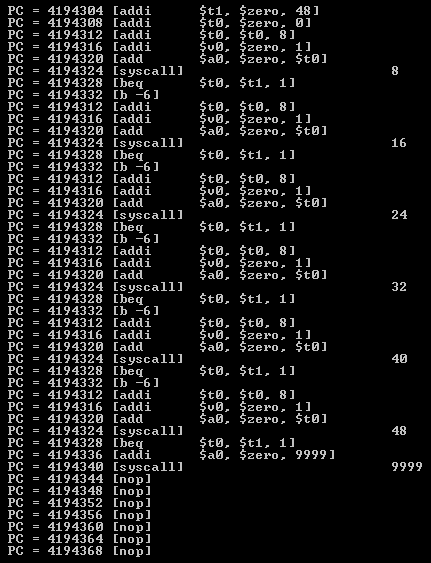 PC = 4194304 [addi $t1, $zero, 48]
PC = 4194308 [addi $t0, $zero, 0]
PC = 4194312 [addi $t0, $t0, 8]
PC = 4194316 [addi $v0, $zero, 1]
PC = 4194320 [add $a0, $zero, $t0]
PC = 4194324 [syscall] 8
PC = 4194328 [beq $t0, $t1, 1]
PC = 4194332 [b -6]
PC = 4194312 [addi $t0, $t0, 8]
PC = 4194316 [addi $v0, $zero, 1]
PC = 4194320 [add $a0, $zero, $t0]
PC = 4194324 [syscall] 16
PC = 4194328 [beq $t0, $t1, 1]
PC = 4194332 [b -6]
PC = 4194312 [addi $t0, $t0, 8]
PC = 4194316 [addi $v0, $zero, 1]
PC = 4194320 [add $a0, $zero, $t0]
PC = 4194324 [syscall] 24
PC = 4194328 [beq $t0, $t1, 1]
PC = 4194332 [b -6]
PC = 4194312 [addi $t0, $t0, 8]
PC = 4194316 [addi $v0, $zero, 1]
PC = 4194320 [add $a0, $zero, $t0]
PC = 4194324 [syscall] 32
PC = 4194328 [beq $t0, $t1, 1]
PC = 4194332 [b -6]
PC = 4194312 [addi $t0, $t0, 8]
PC = 4194316 [addi $v0, $zero, 1]
PC = 4194320 [add $a0, $zero, $t0]
PC = 4194324 [syscall] 40
PC = 4194328 [beq $t0, $t1, 1]
PC = 4194332 [b -6]
PC = 4194312 [addi $t0, $t0, 8]
PC = 4194316 [addi $v0, $zero, 1]
PC = 4194320 [add $a0, $zero, $t0]
PC = 4194324 [syscall] 48
PC = 4194328 [beq $t0, $t1, 1]
PC = 4194336 [addi $a0, $zero, 9999]
PC = 4194340 [syscall] 9999
PC = 4194344 [nop]
PC = 4194348 [nop]
PC = 4194352 [nop]
PC = 4194356 [nop]
PC = 4194360 [nop]
PC = 4194364 [nop]
PC = 4194368 [nop]